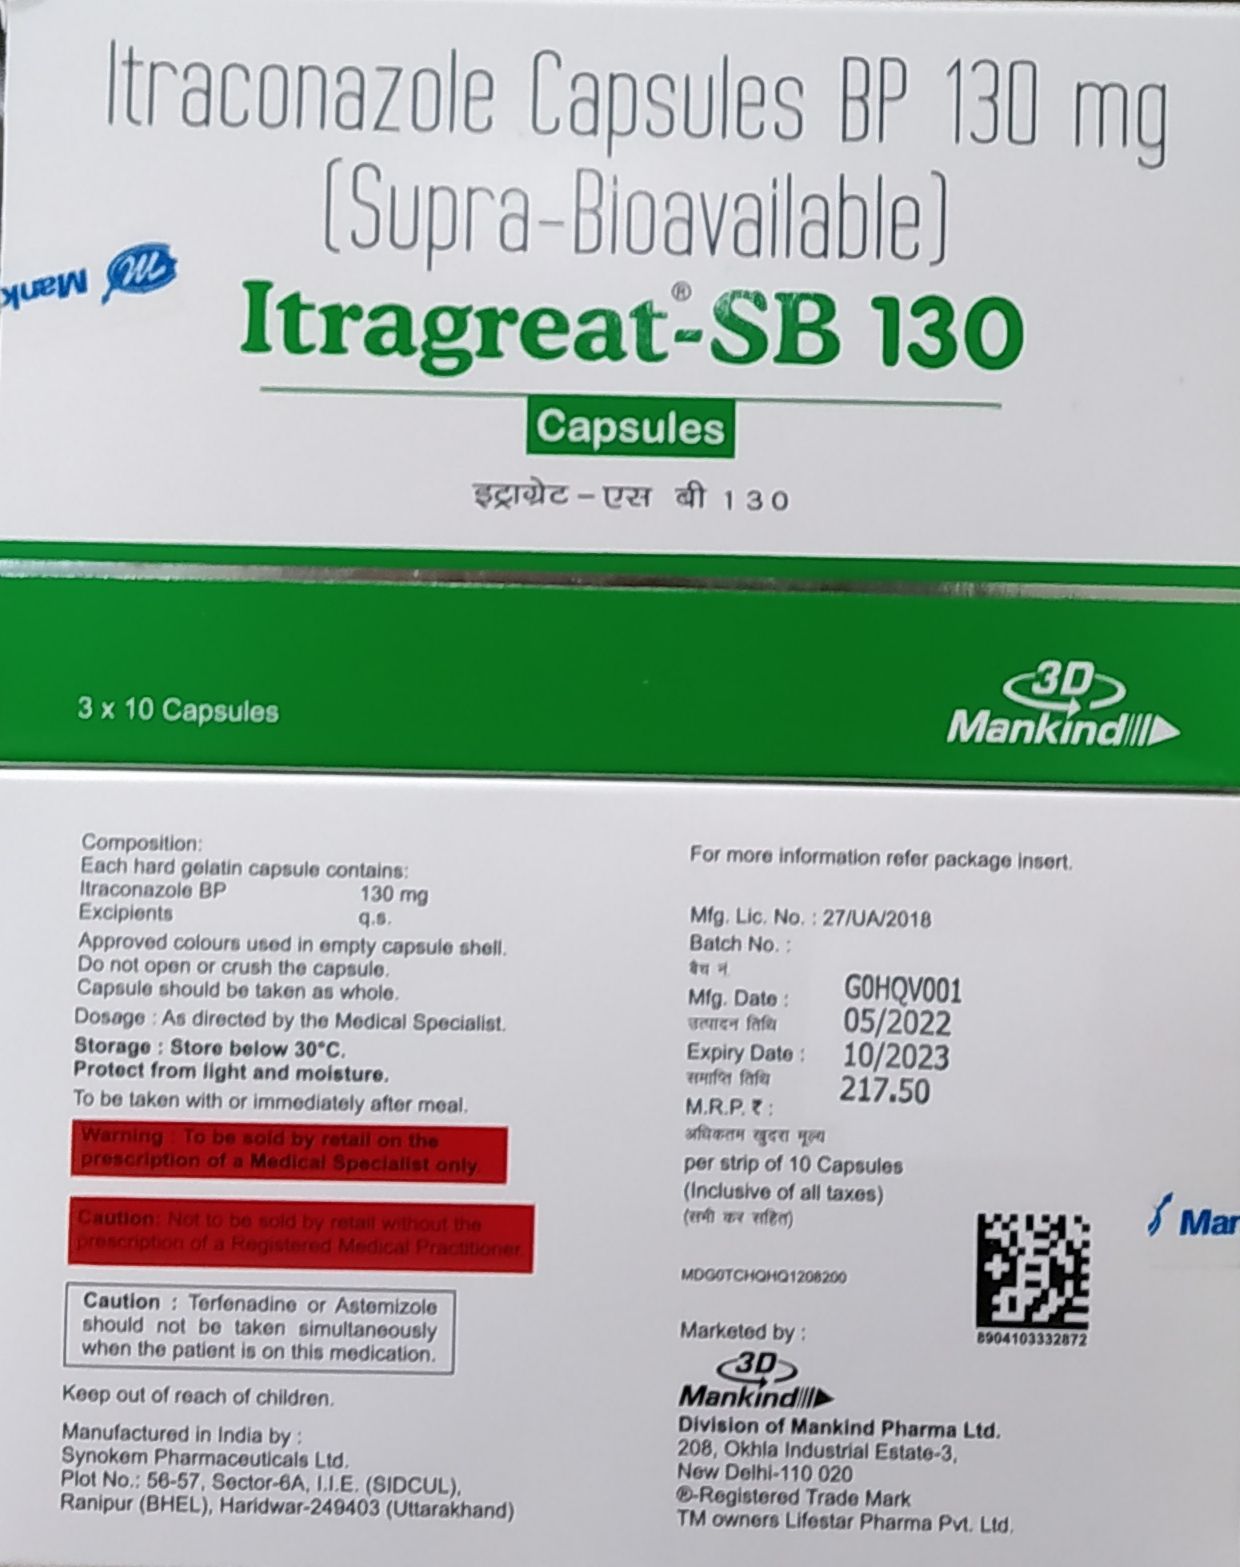 Itraconazole Capsules BP 130 mg
(Supra-Bioavailable)
Mank
Itragreat®-SB 130
Capsules
इट्राग्रेट – एस बी 130
3 x 10 Capsules
3D
Mankind
Composition:
Each hard gelatin capsule contains:
Itraconazole BP 130 mg
Excipients q.s.
Approved colours used in empty capsule shell.
Do not open or crush the capsule.
Capsule should be taken as whole.
Dosage : As directed by the Medical Specialist.
Storage : Store below 30°C.
Protect from light and moisture.
To be taken with or immediately after meal.
Warning : To be sold by retail on the
prescription of a Medical Specialist only.
Caution: Not to be sold by retail without the
prescription of a Registered Medical Practitioner.
Caution : Terfenadine or Astemizole
should not be taken simultaneously
when the patient is on this medication.
Keep out of reach of children.
Manufactured in India by :
Synokem Pharmaceuticals Ltd.
Plot No.: 56-57, Sector-6A, I.I.E. (SIDCUL),
Ranipur (BHEL), Haridwar-249403 (Uttarakhand)
For more information refer package insert.
Mfg. Lic. No. : 27/UA/2018
Batch No. :
बैच नं.
G0HQV001
Mfg. Date :
उत्पादन तिथि
05/2022
Expiry Date :
समाप्ति तिथि
10/2023
M.R.P. ₹ :
217.50
अधिकतम खुदरा मूल्य
per strip of 10 Capsules
(Inclusive of all taxes)
(सभी कर सहित)
MDG0TCHQHQ1208200
8904103332872
Mar
Marketed by :
3D
Mankind
Division of Mankind Pharma Ltd.
208, Okhla Industrial Estate-3,
New Delhi-110 020
®-Registered Trade Mark
TM owners Lifestar Pharma Pvt. Ltd.